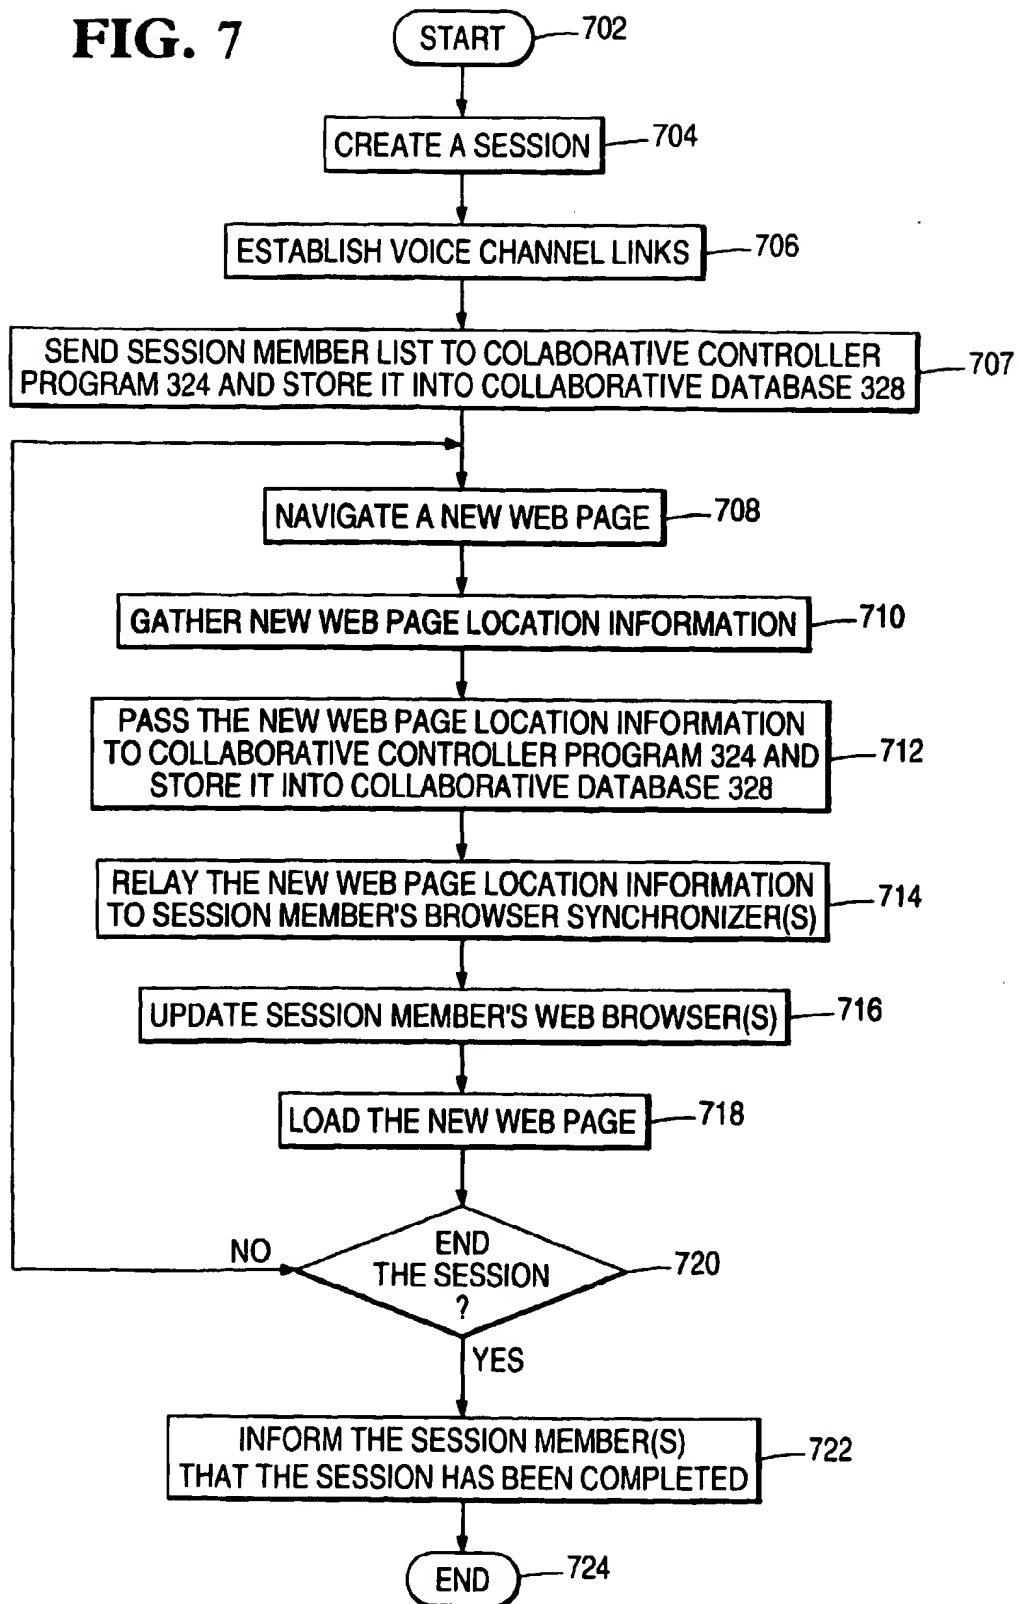 FIG. 7
START
702
CREATE A SESSION
704
ESTABLISH VOICE CHANNEL LINKS
706
SEND SESSION MEMBER LIST TO COLABORATIVE CONTROLLER
PROGRAM 324 AND STORE IT INTO COLLABORATIVE DATABASE 328
707
NAVIGATE A NEW WEB PAGE
708
GATHER NEW WEB PAGE LOCATION INFORMATION
710
PASS THE NEW WEB PAGE LOCATION INFORMATION
TO COLLABORATIVE CONTROLLER PROGRAM 324 AND
STORE IT INTO COLLABORATIVE DATABASE 328
712
RELAY THE NEW WEB PAGE LOCATION INFORMATION
TO SESSION MEMBER'S BROWSER SYNCHRONIZER(S)
714
UPDATE SESSION MEMBER'S WEB BROWSER(S)
716
LOAD THE NEW WEB PAGE
718
NO
END
THE SESSION
?
720
YES
INFORM THE SESSION MEMBER(S)
THAT THE SESSION HAS BEEN COMPLETED
722
END
724